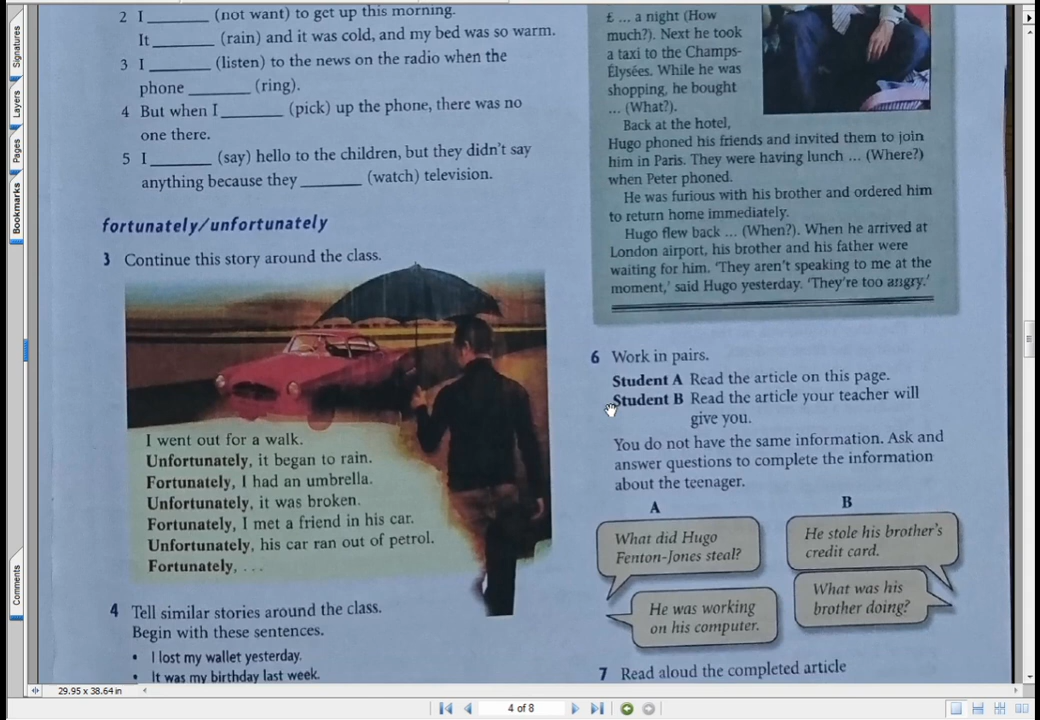 Signatures
Layers
Pages
Bookmarks
Comments
2 I_______ (not want) to get up this morning.
It_______ (rain) and it was cold, and my bed was so warm.
3 I_______ (listen) to the news on the radio when the
phone _______ (ring).
4 But when I_______ (pick) up the phone, there was no
one there.
5 I_______ (say) hello to the children, but they didn't say
anything because they_______ (watch) television.
fortunately/unfortunately
3 Continue this story around the class.
I went out for a walk.
Unfortunately, it began to rain.
Fortunately, I had an umbrella.
Unfortunately, it was broken.
Fortunately, I met a friend in his car.
Unfortunately, his car ran out of petrol.
Fortunately, . . .
4 Tell similar stories around the class.
Begin with these sentences.
• I lost my wallet yesterday.
• It was my birthday last week.
£ ... a night (How
much?). Next he took
a taxi to the Champs-
Élysées. While he was
shopping, he bought
... (What?).
Back at the hotel,
Hugo phoned his friends and invited them to join
him in Paris. They were having lunch ... (Where?)
when Peter phoned.
He was furious with his brother and ordered him
to return home immediately.
Hugo flew back ... (When?). When he arrived at
London airport, his brother and his father were
waiting for him. 'They aren't speaking to me at the
moment,' said Hugo yesterday. 'They're too angry.'
6 Work in pairs.
Student A Read the article on this page.
Student B Read the article your teacher will
give you.
You do not have the same information. Ask and
answer questions to complete the information
about the teenager.
A
B
What did Hugo
Fenton-Jones steal?
He stole his brother's
credit card.
He was working
on his computer.
What was his
brother doing?
7 Read aloud the completed article
29.95 x 38.64 in
4 of 8